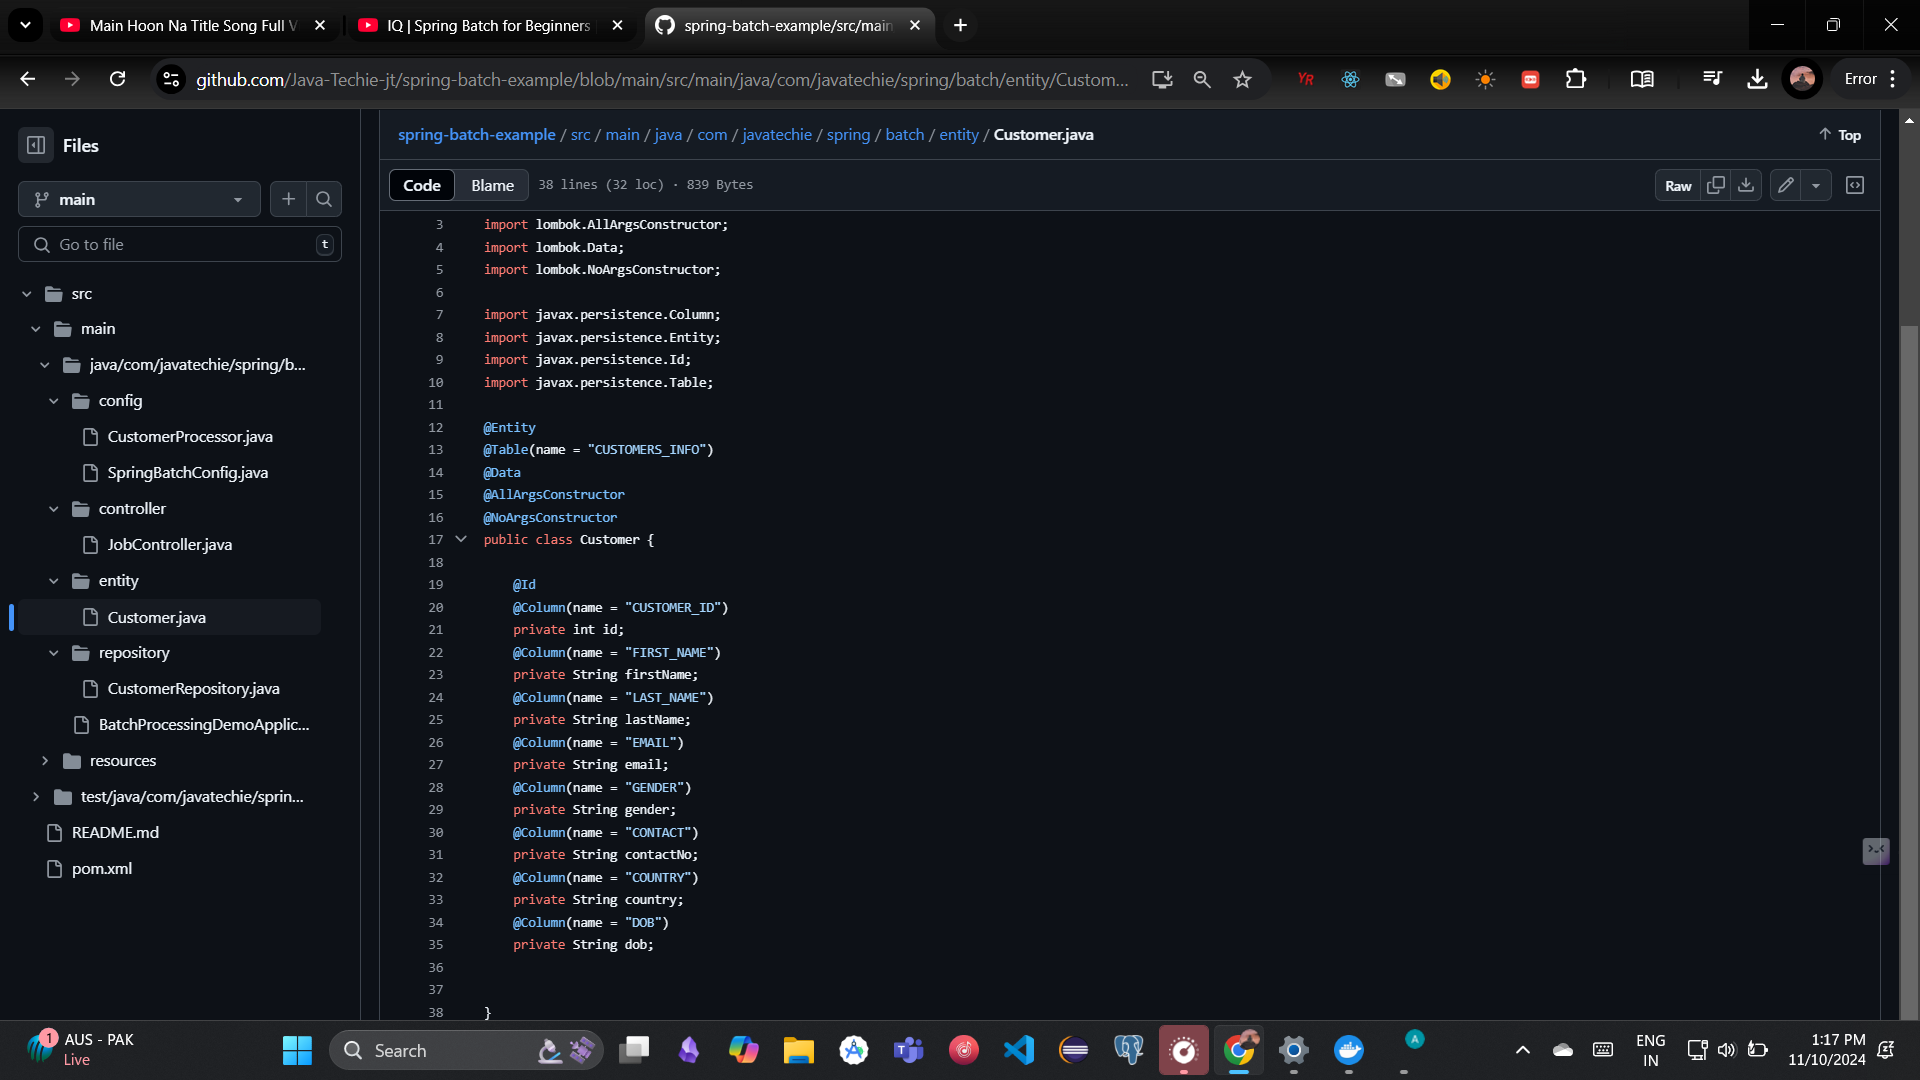 Main Hoon Na Title Song Full V
IQ | Spring Batch for Beginners
spring-batch-example/src/main
github.com/Java-Techie-jt/spring-batch-example/blob/main/src/main/java/com/javatechie/spring/batch/entity/Custom...
YR
Error
Files
main
Go to file
t
src
main
java/com/javatechie/spring/b...
config
CustomerProcessor.java
SpringBatchConfig.java
controller
JobController.java
entity
Customer.java
repository
CustomerRepository.java
BatchProcessingDemoApplic...
resources
test/java/com/javatechie/sprin...
README.md
pom.xml
spring-batch-example / src / main / java / com / javatechie / spring / batch / entity / Customer.java
Top
Code Blame 38 lines (32 loc) · 839 Bytes
Raw
3 import lombok.AllArgsConstructor;
4 import lombok.Data;
5 import lombok.NoArgsConstructor;
6
7 import javax.persistence.Column;
8 import javax.persistence.Entity;
9 import javax.persistence.Id;
10 import javax.persistence.Table;
11
12 @Entity
13 @Table(name = "CUSTOMERS_INFO")
14 @Data
15 @AllArgsConstructor
16 @NoArgsConstructor
17 public class Customer {
18
19 @Id
20 @Column(name = "CUSTOMER_ID")
21 private int id;
22 @Column(name = "FIRST_NAME")
23 private String firstName;
24 @Column(name = "LAST_NAME")
25 private String lastName;
26 @Column(name = "EMAIL")
27 private String email;
28 @Column(name = "GENDER")
29 private String gender;
30 @Column(name = "CONTACT")
31 private String contactNo;
32 @Column(name = "COUNTRY")
33 private String country;
34 @Column(name = "DOB")
35 private String dob;
36
37
38 }
1
AUS - PAK
Live
Search
A
ENG
IN
1:17 PM
11/10/2024